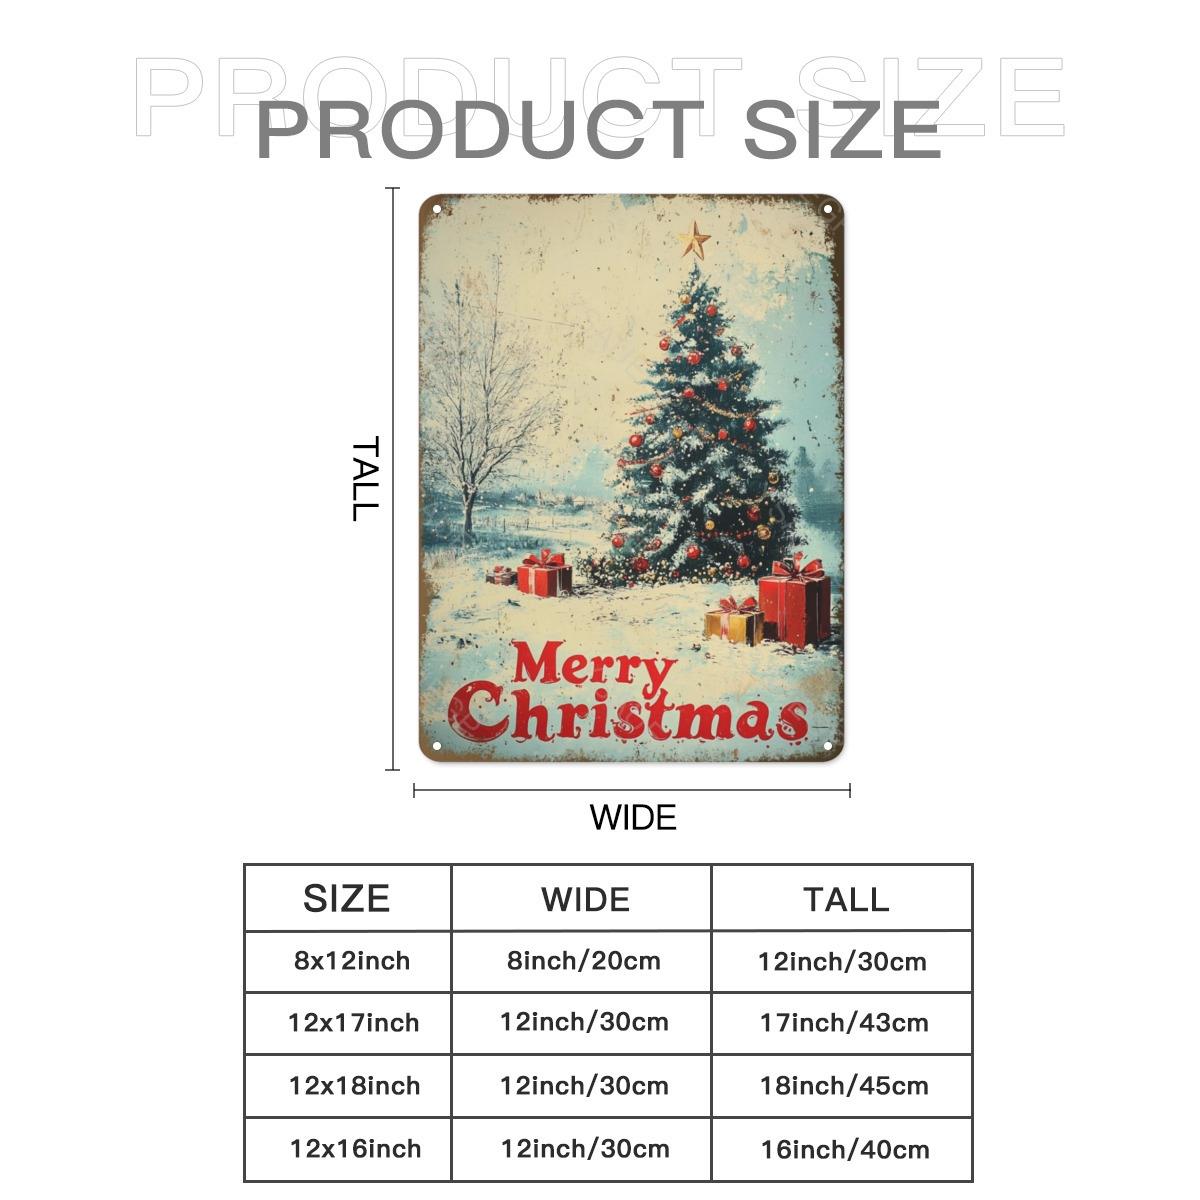 PRODUCT SIZE
PRODUCT SIZE
TALL
Merry
Christmas
WIDE
SIZE WIDE TALL
8x12inch 8inch/20cm 12inch/30cm
12x17inch 12inch/30cm 17inch/43cm
12x18inch 12inch/30cm 18inch/45cm
12x16inch 12inch/30cm 16inch/40cm